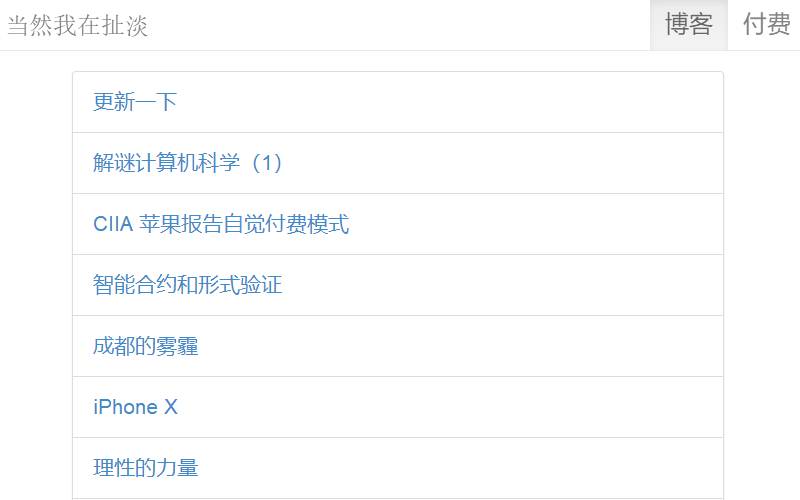 当然我在扯淡
博客 付费
更新一下
解谜计算机科学（1）
CIIA 苹果报告自觉付费模式
智能合约和形式验证
成都的雾霾
iPhone X
理性的力量